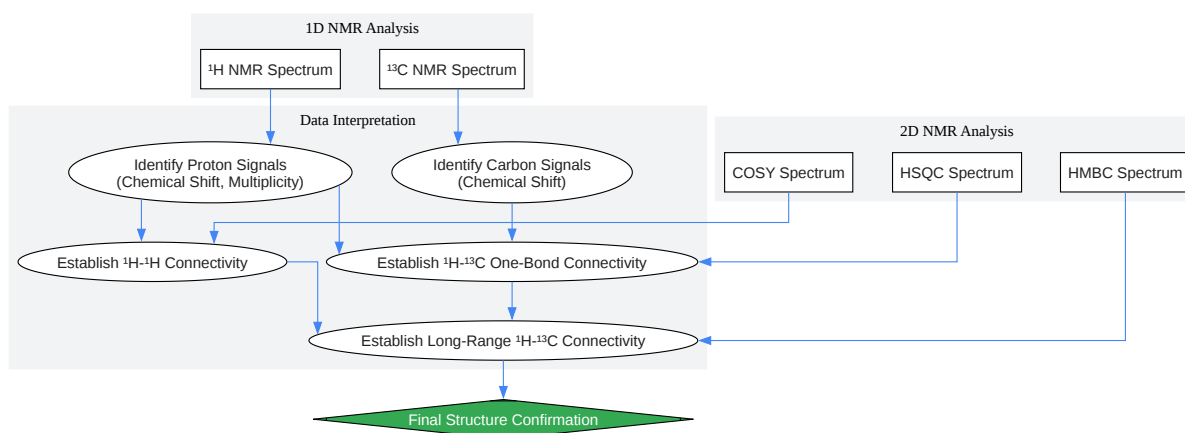 1D NMR Analysis
¹H NMR Spectrum
¹³C NMR Spectrum
Data Interpretation
2D NMR Analysis
Identify Proton Signals
(Chemical Shift, Multiplicity)
Identify Carbon Signals
(Chemical Shift)
COSY Spectrum
HSQC Spectrum
HMBC Spectrum
Establish ¹H-¹H Connectivity
Establish ¹H-¹³C One-Bond Connectivity
Establish Long-Range ¹H-¹³C Connectivity
Final Structure Confirmation